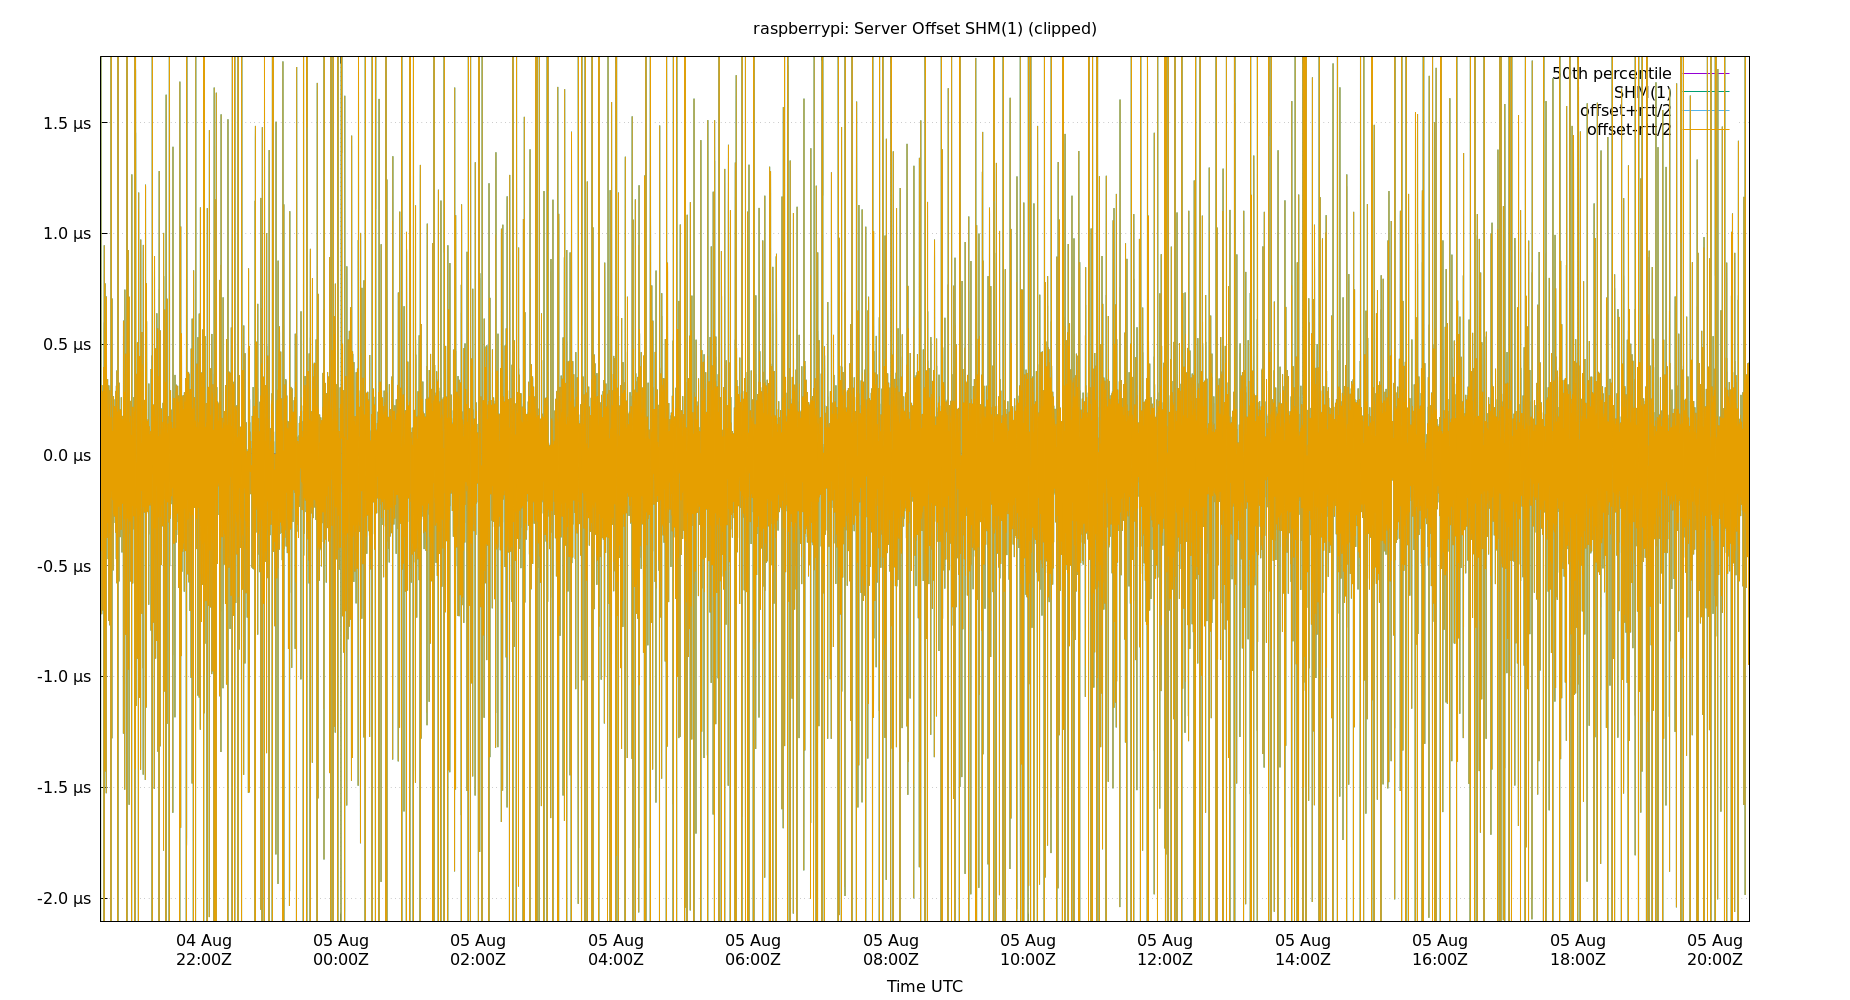 raspberrypi: Server Offset SHM(1) (clipped)
50th percentile
SHM(1)
offset+rtt/2
offset-rtt/2
1.5 µs
1.0 µs
0.5 µs
0.0 µs
-0.5 µs
-1.0 µs
-1.5 µs
-2.0 µs
04 Aug 05 Aug 05 Aug 05 Aug 05 Aug 05 Aug 05 Aug 05 Aug 05 Aug 05 Aug 05 Aug 05 Aug
22:00Z 00:00Z 02:00Z 04:00Z 06:00Z 08:00Z 10:00Z 12:00Z 14:00Z 16:00Z 18:00Z 20:00Z
Time UTC